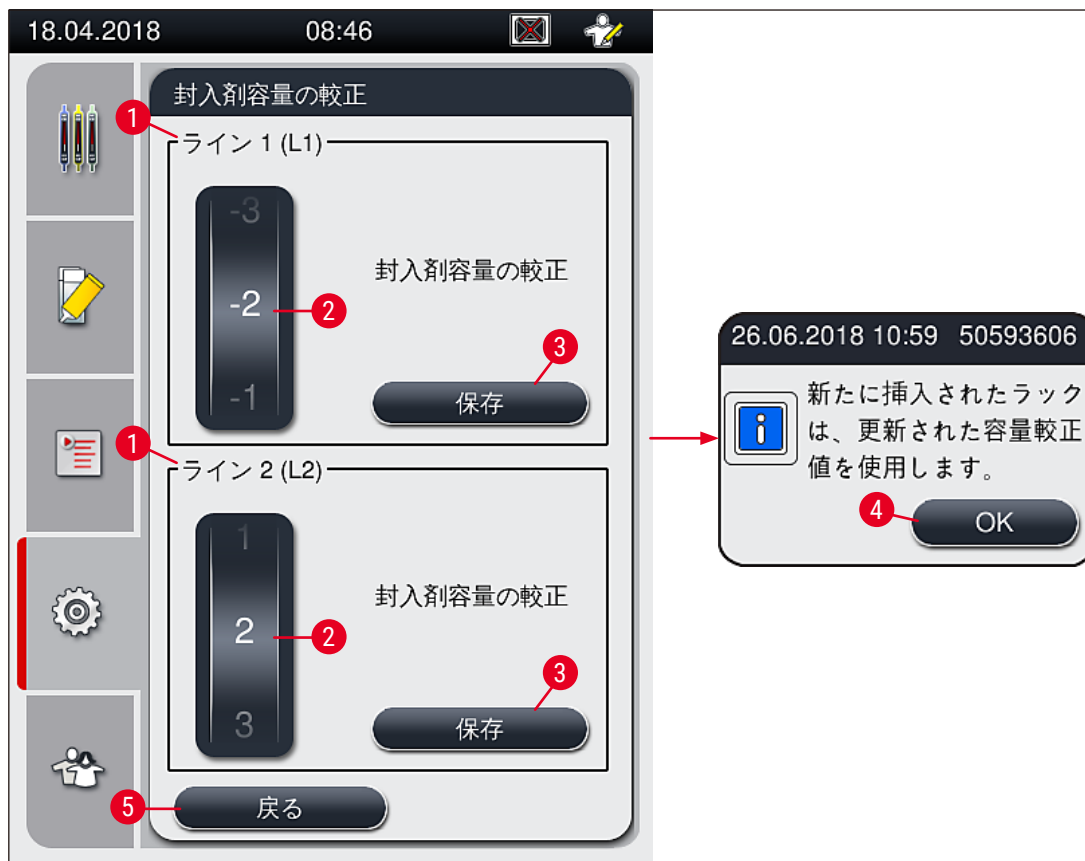 18.04.2018 08:46
封入剤容量の較正
1
ライン 1 (L1)
-3
-2
-1
2
封入剤容量の較正
3
保存
1
ライン 2 (L2)
1
2
3
2
封入剤容量の較正
3
保存
5
戻る
26.06.2018 10:59 50593606
新たに挿入されたラック
は、更新された容量較正
値を使用します。
4
OK